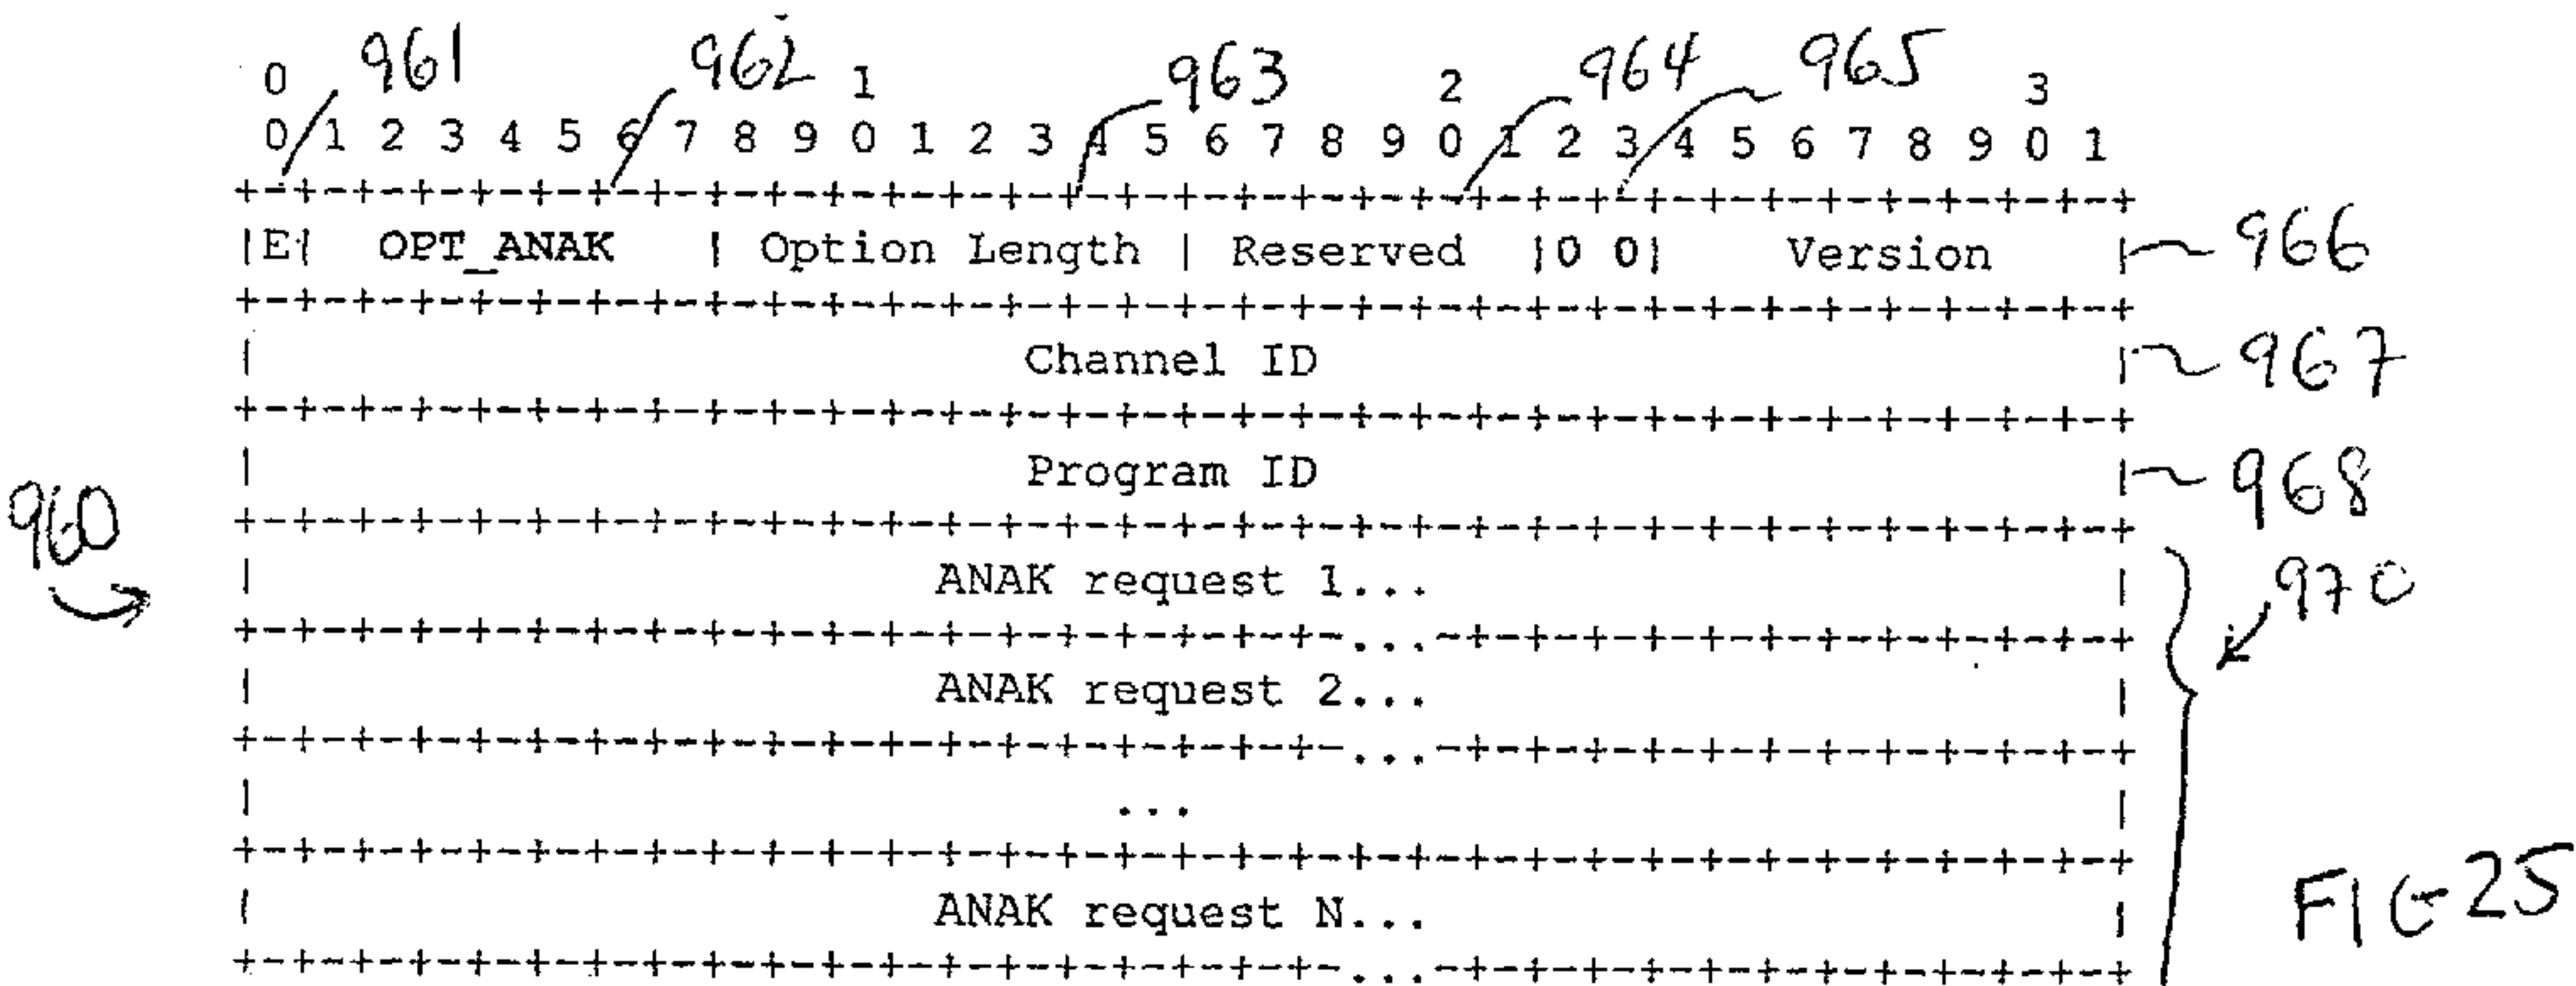 961 962 963 964 965
0 1 2 3
0 1 2 3 4 5 6 7 8 9 0 1 2 3 4 5 6 7 8 9 0 1 2 3 4 5 6 7 8 9 0 1
+-+-+-+-+-+-+-+-+-+-+-+-+-+-+-+-+-+-+-+-+-+-+-+-+-+-+-+-+-+-+-+-+
|E| OPT_ANAK | Option Length | Reserved |0 0| Version | ~ 966
+-+-+-+-+-+-+-+-+-+-+-+-+-+-+-+-+-+-+-+-+-+-+-+-+-+-+-+-+-+-+-+-+
| Channel ID | ~ 967
+-+-+-+-+-+-+-+-+-+-+-+-+-+-+-+-+-+-+-+-+-+-+-+-+-+-+-+-+-+-+-+-+
| Program ID | ~ 968
960
+-+-+-+-+-+-+-+-+-+-+-+-+-+-+-+-+-+-+-+-+-+-+-+-+-+-+-+-+-+-+-+-+
| ANAK request 1... | 970
+-+-+-+-+-+-+-+-+-+-+-+-+-+-+-+-+-+-+-...-+-+-+-+-+-+-+-+-+-+-+-+
| ANAK request 2... |
+-+-+-+-+-+-+-+-+-+-+-+-+-+-+-+-+-+-+-...-+-+-+-+-+-+-+-+-+-+-+-+
| ... |
+-+-+-+-+-+-+-+-+-+-+-+-+-+-+-+-+-+-+-+-+-+-+-+-+-+-+-+-+-+-+-+-+
| ANAK request N... | FIG 25
+-+-+-+-+-+-+-+-+-+-+-+-+-+-+-+-+-+-+-...-+-+-+-+-+-+-+-+-+-+-+-+